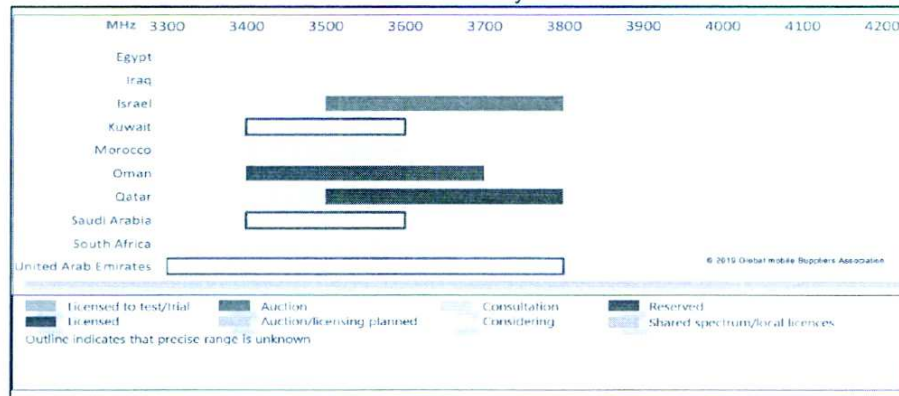 MHz 3300 3400 3500 3600 3700 3800 3900 4000 4100 4200
Egypt
Iraq
Israel
Kuwait
Morocco
Oman
Qatar
Saudi Arabia
South Africa
United Arab Emirates
© 2019 Global mobile Suppliers Association
Licensed to test/trial Auction Consultation Reserved
Licensed Auction/licensing planned Considering Shared spectrum/local licences
Outline indicates that precise range is unknown